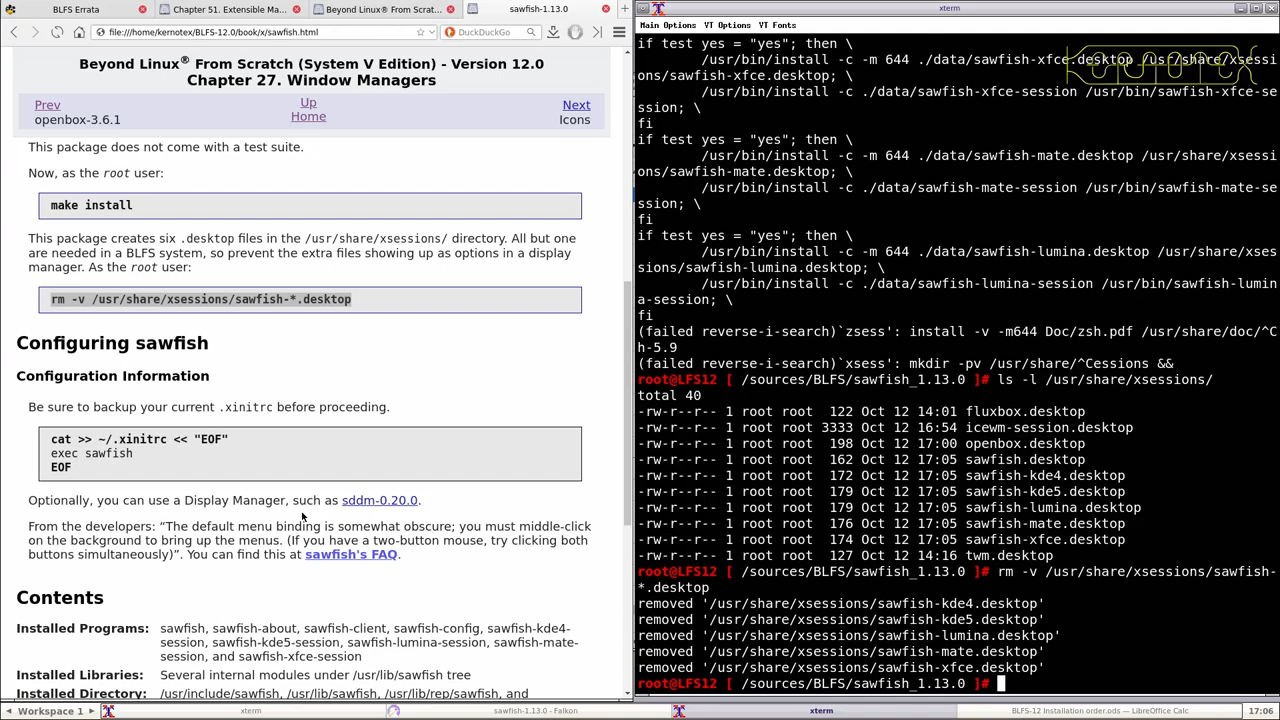 BLFS Errata
Chapter 51. Extensible Ma...
Beyond Linux® From Scrat...
sawfish-1.13.0
file:///home/kernotex/BLFS-12.0/book/x/sawfish.html
DuckDuckGo
Beyond Linux® From Scratch (System V Edition) - Version 12.0
Chapter 27. Window Managers
Prev
Up
Next
openbox-3.6.1
Home
Icons
This package does not come with a test suite.
Now, as the root user:
make install
This package creates six .desktop files in the /usr/share/xsessions/ directory. All but one
are needed in a BLFS system, so prevent the extra files showing up as options in a display
manager. As the root user:
rm -v /usr/share/xsessions/sawfish-*.desktop
Configuring sawfish
Configuration Information
Be sure to backup your current .xinitrc before proceeding.
cat >> ~/.xinitrc << "EOF"
exec sawfish
EOF
Optionally, you can use a Display Manager, such as sddm-0.20.0.
From the developers: “The default menu binding is somewhat obscure; you must middle-click
on the background to bring up the menus. (If you have a two-button mouse, try clicking both
buttons simultaneously)”. You can find this at sawfish's FAQ.
Contents
Installed Programs: sawfish, sawfish-about, sawfish-client, sawfish-config, sawfish-kde4-
session, sawfish-kde5-session, sawfish-lumina-session, sawfish-mate-
session, and sawfish-xfce-session
Installed Libraries: Several internal modules under /usr/lib/sawfish tree
Installed Directory: /usr/include/sawfish, /usr/lib/sawfish, /usr/lib/rep/sawfish, and
xterm
Main Options VT Options VT Fonts
if test yes = "yes"; then \
/usr/bin/install -c -m 644 ./data/sawfish-xfce.desktop /usr/share/xsessi
ons/sawfish-xfce.desktop; \
/usr/bin/install -c ./data/sawfish-xfce-session /usr/bin/sawfish-xfce-se
ssion; \
fi
if test yes = "yes"; then \
/usr/bin/install -c -m 644 ./data/sawfish-mate.desktop /usr/share/xsessi
ons/sawfish-mate.desktop; \
/usr/bin/install -c ./data/sawfish-mate-session /usr/bin/sawfish-mate-se
ssion; \
fi
if test yes = "yes"; then \
/usr/bin/install -c -m 644 ./data/sawfish-lumina.desktop /usr/share/xses
sions/sawfish-lumina.desktop; \
/usr/bin/install -c ./data/sawfish-lumina-session /usr/bin/sawfish-lumin
a-session; \
fi
(failed reverse-i-search)`zsess': install -v -m644 Doc/zsh.pdf /usr/share/doc/^C
h-5.9
(failed reverse-i-search)`xsess': mkdir -pv /usr/share/^Cessions &&
root@LFS12 [ /sources/BLFS/sawfish_1.13.0 ]# ls -l /usr/share/xsessions/
total 40
-rw-r--r-- 1 root root  122 Oct 12 14:01 fluxbox.desktop
-rw-r--r-- 1 root root 3333 Oct 12 16:54 icewm-session.desktop
-rw-r--r-- 1 root root  198 Oct 12 17:00 openbox.desktop
-rw-r--r-- 1 root root  162 Oct 12 17:05 sawfish.desktop
-rw-r--r-- 1 root root  172 Oct 12 17:05 sawfish-kde4.desktop
-rw-r--r-- 1 root root  179 Oct 12 17:05 sawfish-kde5.desktop
-rw-r--r-- 1 root root  179 Oct 12 17:05 sawfish-lumina.desktop
-rw-r--r-- 1 root root  176 Oct 12 17:05 sawfish-mate.desktop
-rw-r--r-- 1 root root  174 Oct 12 17:05 sawfish-xfce.desktop
-rw-r--r-- 1 root root  127 Oct 12 14:16 twm.desktop
root@LFS12 [ /sources/BLFS/sawfish_1.13.0 ]# rm -v /usr/share/xsessions/sawfish-
*.desktop
removed '/usr/share/xsessions/sawfish-kde4.desktop'
removed '/usr/share/xsessions/sawfish-kde5.desktop'
removed '/usr/share/xsessions/sawfish-lumina.desktop'
removed '/usr/share/xsessions/sawfish-mate.desktop'
removed '/usr/share/xsessions/sawfish-xfce.desktop'
root@LFS12 [ /sources/BLFS/sawfish_1.13.0 ]#
Workspace 1
xterm
sawfish-1.13.0 - Falkon
xterm
BLFS-12 Installation order.ods — LibreOffice Calc
17:06